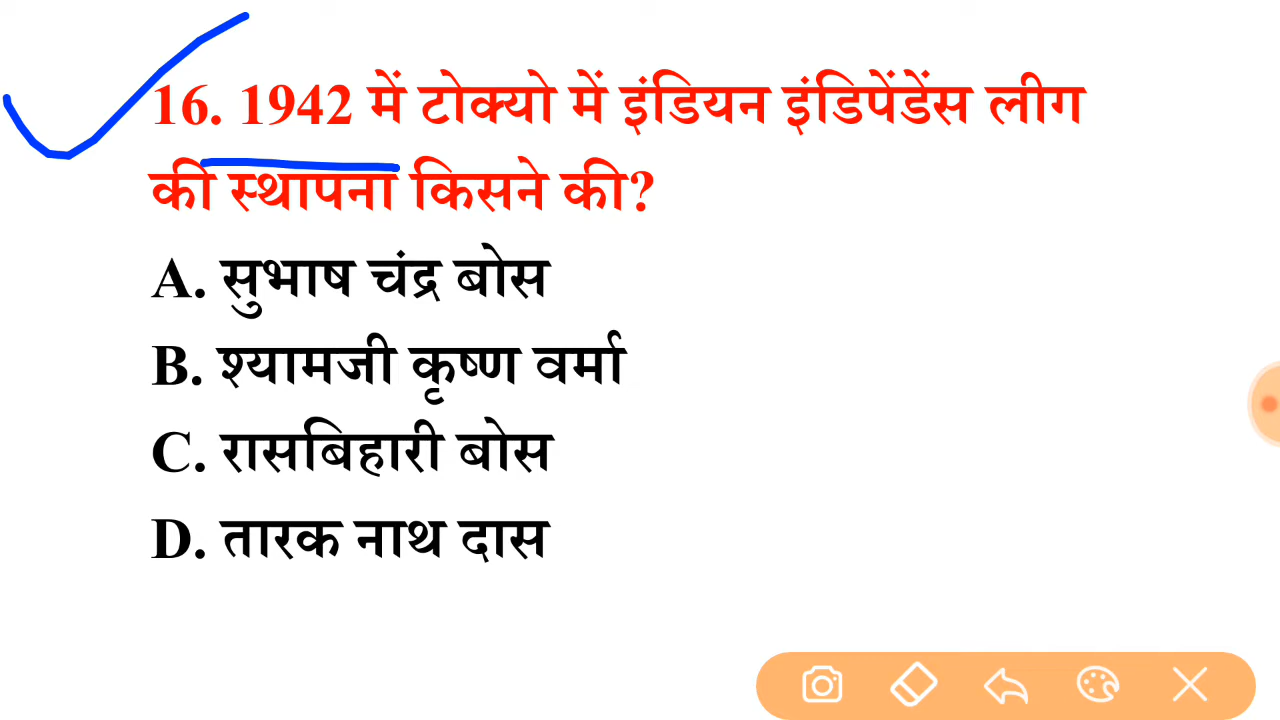 16. 1942 में टोक्यो में इंडियन इंडिपेंडेंस लीग
की स्थापना किसने की?
A. सुभाष चंद्र बोस
B. श्यामजी कृष्ण वर्मा
C. रासबिहारी बोस
D. तारक नाथ दास